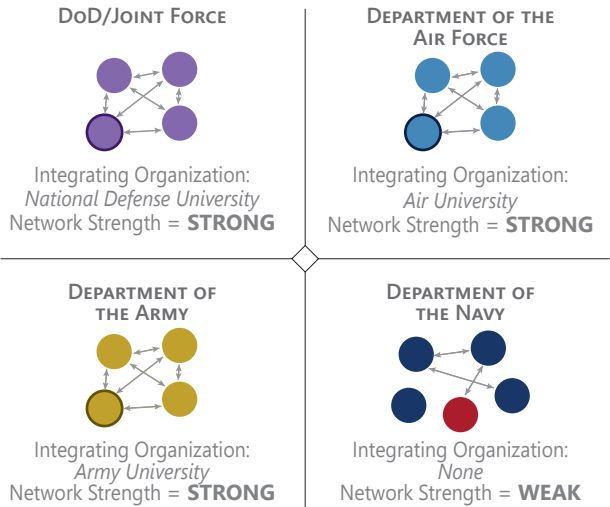 DoD/Joint Force
Integrating Organization:
National Defense University
Network Strength = STRONG
Department of the
Air Force
Integrating Organization:
Air University
Network Strength = STRONG
Department of
the Army
Integrating Organization:
Army University
Network Strength = STRONG
Department of
the Navy
Integrating Organization:
None
Network Strength = WEAK